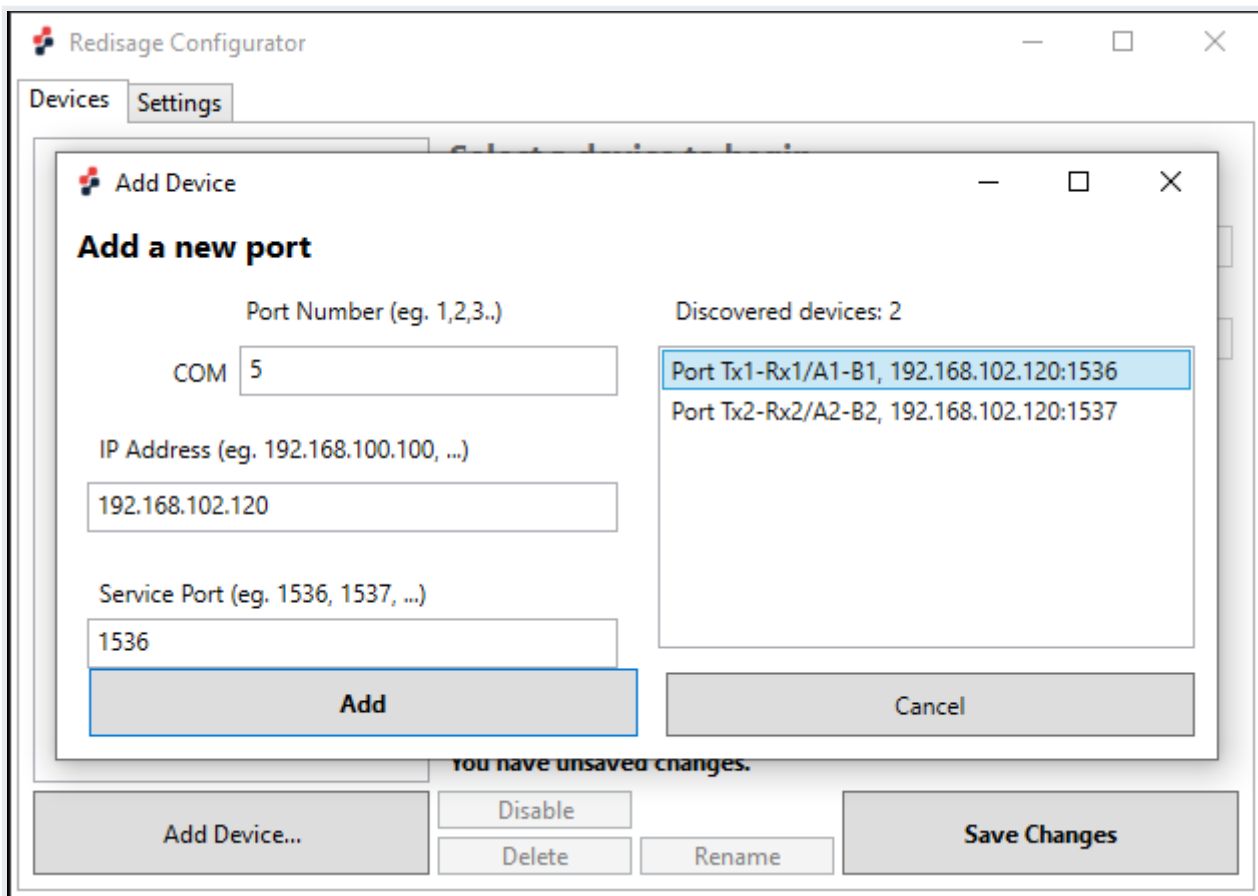 Redisage Configurator
Devices
Settings
Add Device
Add a new port
Port Number (eg. 1,2,3..)
COM 5
IP Address (eg. 192.168.100.100, ...)
192.168.102.120
Service Port (eg. 1536, 1537, ...)
1536
Add
Discovered devices: 2
Port Tx1-Rx1/A1-B1, 192.168.102.120:1536
Port Tx2-Rx2/A2-B2, 192.168.102.120:1537
Cancel
You have unsaved changes.
Add Device...
Disable
Delete
Rename
Save Changes